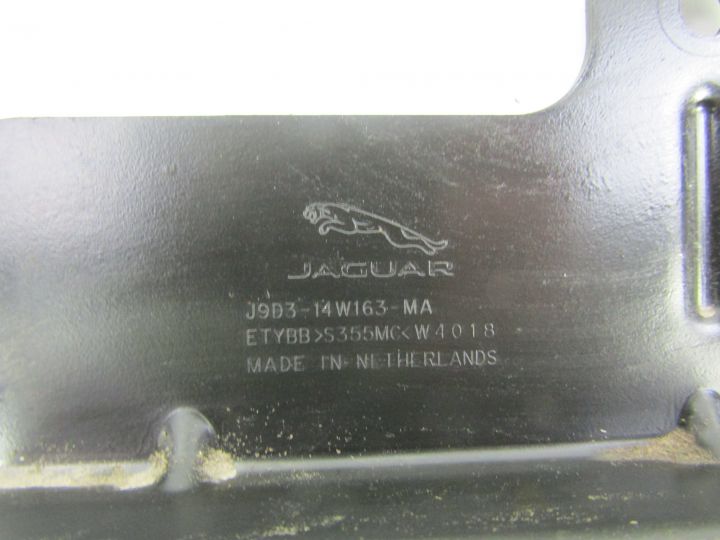 JAGUAR
J9D3-14W163-MA
ETYBB>S355MC<W4018
MADE IN NETHERLANDS